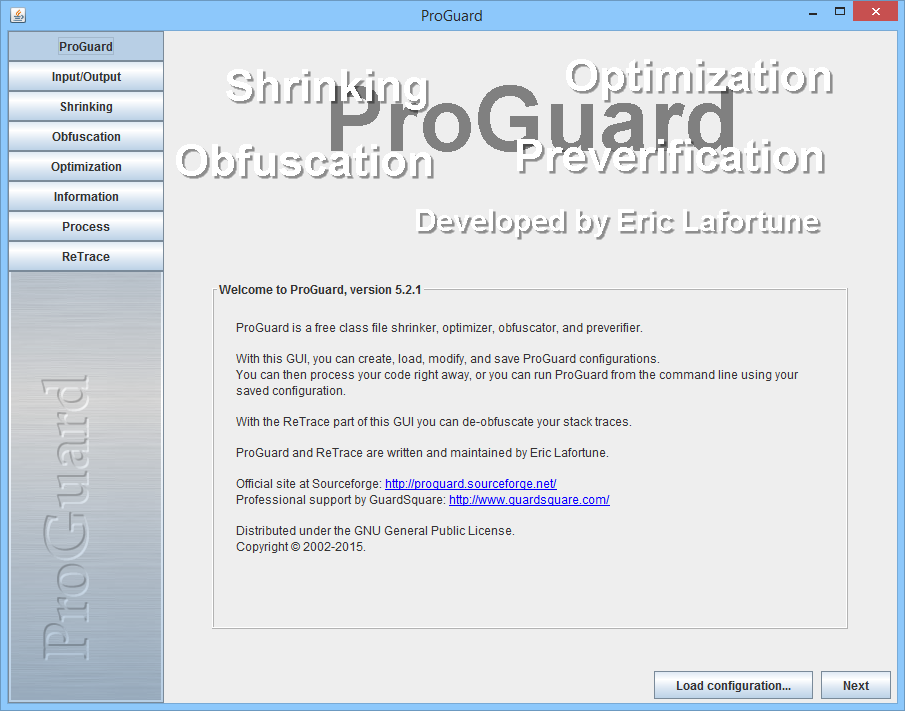 ProGuard
ProGuard
Input/Output
Shrinking
Obfuscation
Optimization
Information
Process
ReTrace
ProGuard
Shrinking
Optimization
ProGuard
Obfuscation
Preverification
Developed by Eric Lafortune
Welcome to ProGuard, version 5.2.1
ProGuard is a free class file shrinker, optimizer, obfuscator, and preverifier.
With this GUI, you can create, load, modify, and save ProGuard configurations.
You can then process your code right away, or you can run ProGuard from the command line using your
saved configuration.
With the ReTrace part of this GUI you can de-obfuscate your stack traces.
ProGuard and ReTrace are written and maintained by Eric Lafortune.
Official site at Sourceforge: http://proguard.sourceforge.net/
Professional support by GuardSquare: http://www.guardsquare.com/
Distributed under the GNU General Public License.
Copyright © 2002-2015.
Load configuration...
Next